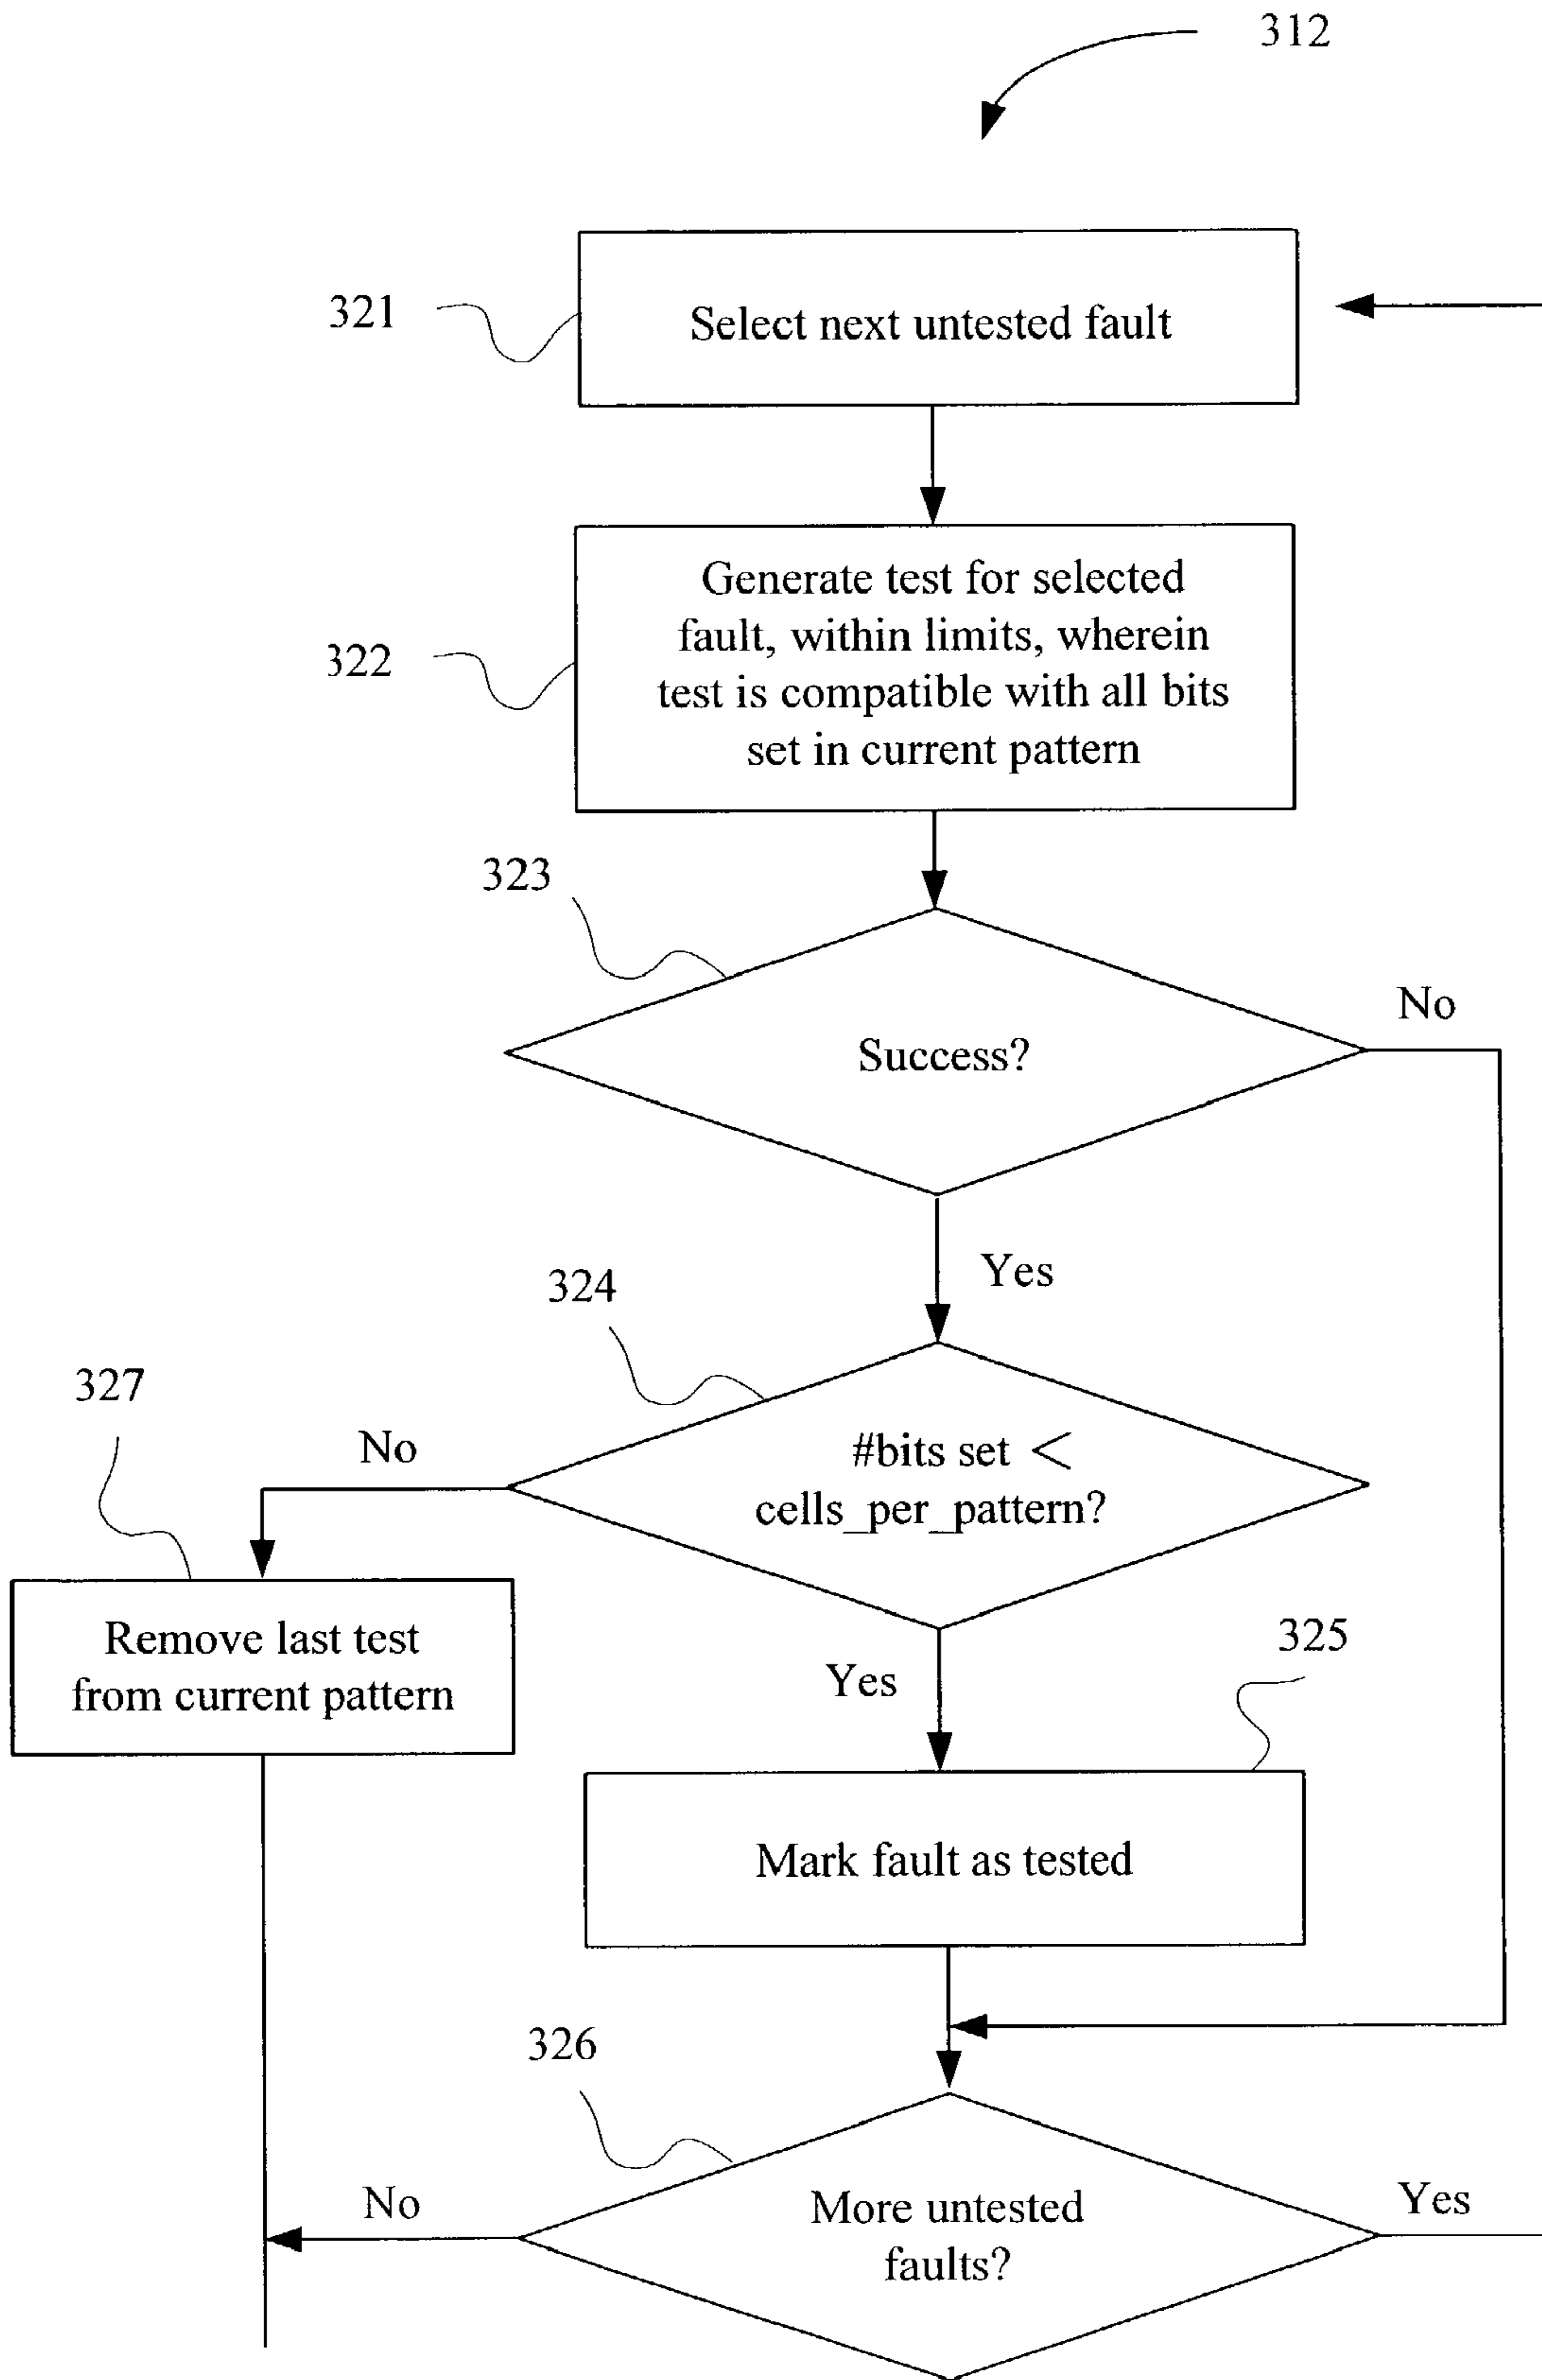 312
321
Select next untested fault
322
Generate test for selected
fault, within limits, wherein
test is compatible with all bits
set in current pattern
323
Success?
No
Yes
324
327
No
#bits set <
cells_per_pattern?
Remove last test
from current pattern
Yes
325
Mark fault as tested
326
No
More untested
faults?
Yes